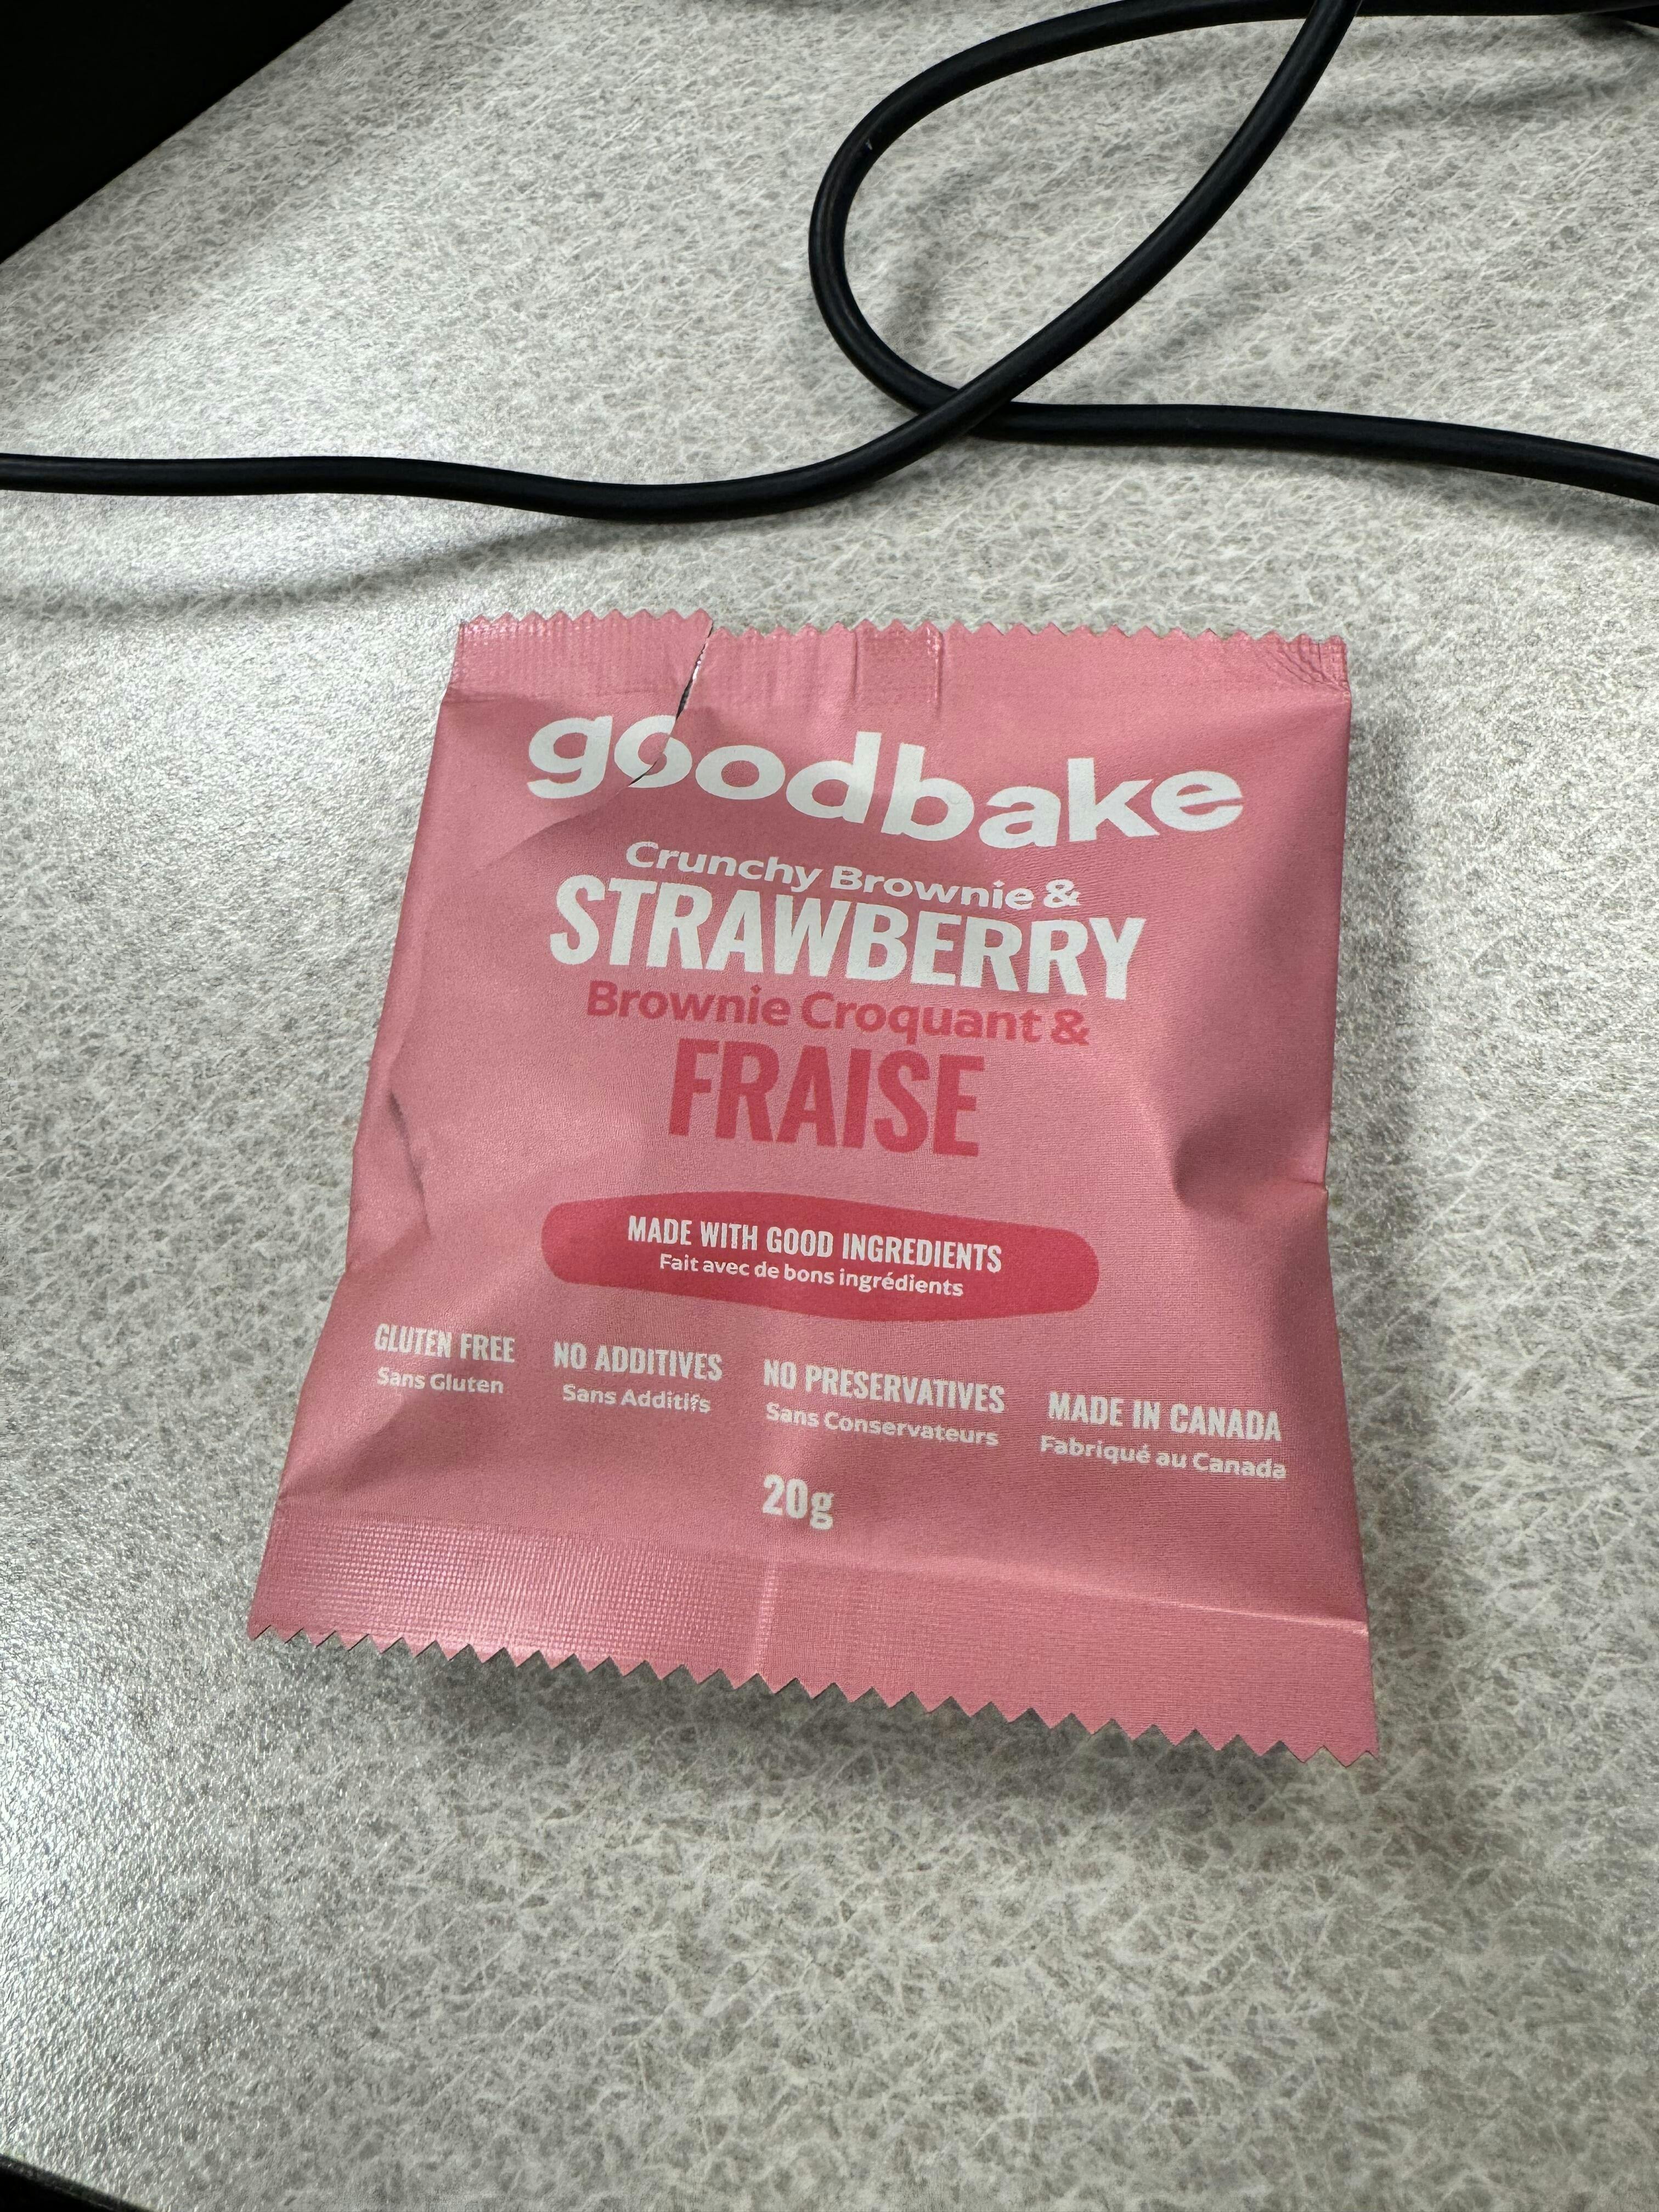 goodbake
Crunchy Brownie &
STRAWBERRY
Brownie Croquant &
FRAISE
MADE WITH GOOD INGREDIENTS
Fait avec de bons ingrédients
GLUTEN FREE
Sans Gluten
NO ADDITIVES
Sans Additifs
NO PRESERVATIVES
Sans Conservateurs
MADE IN CANADA
Fabriqué au Canada
20g